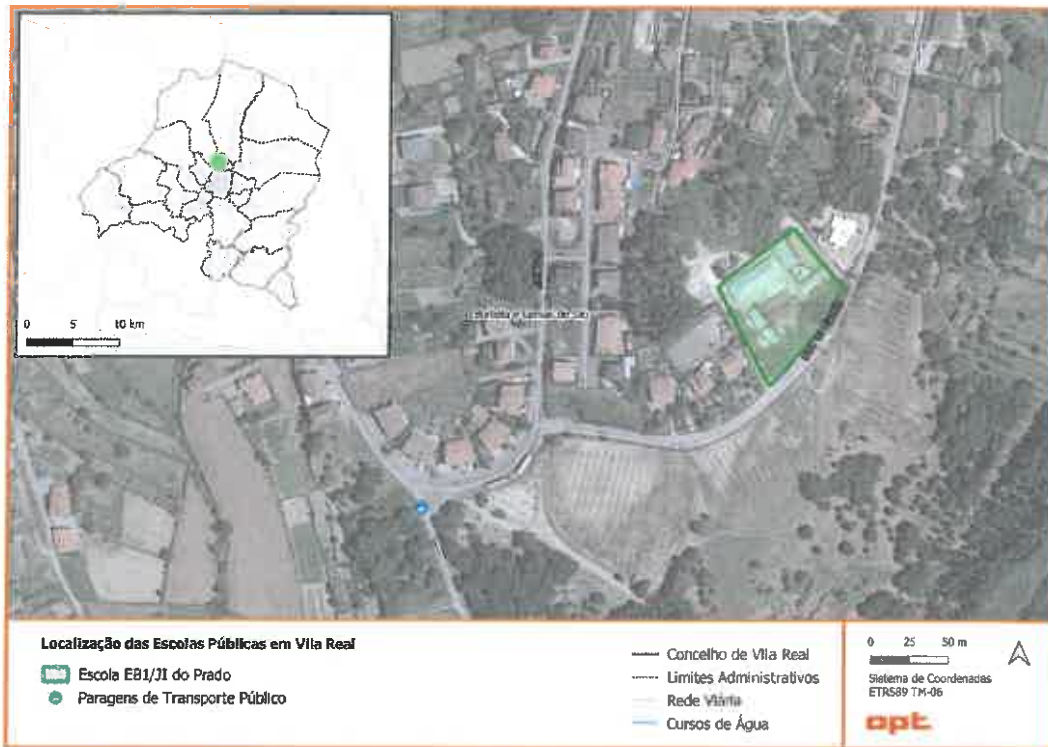 0 5 10 km
Localização das Escolas Públicas em Vila Real
Escola EB1/JI do Prado
Paragens de Transporte Público
Concelho de Vila Real
Limites Administrativos
Rede Viária
Cursos de Água
0 25 50 m
Sistema de Coordenadas
ETRS89 TM-06
opt